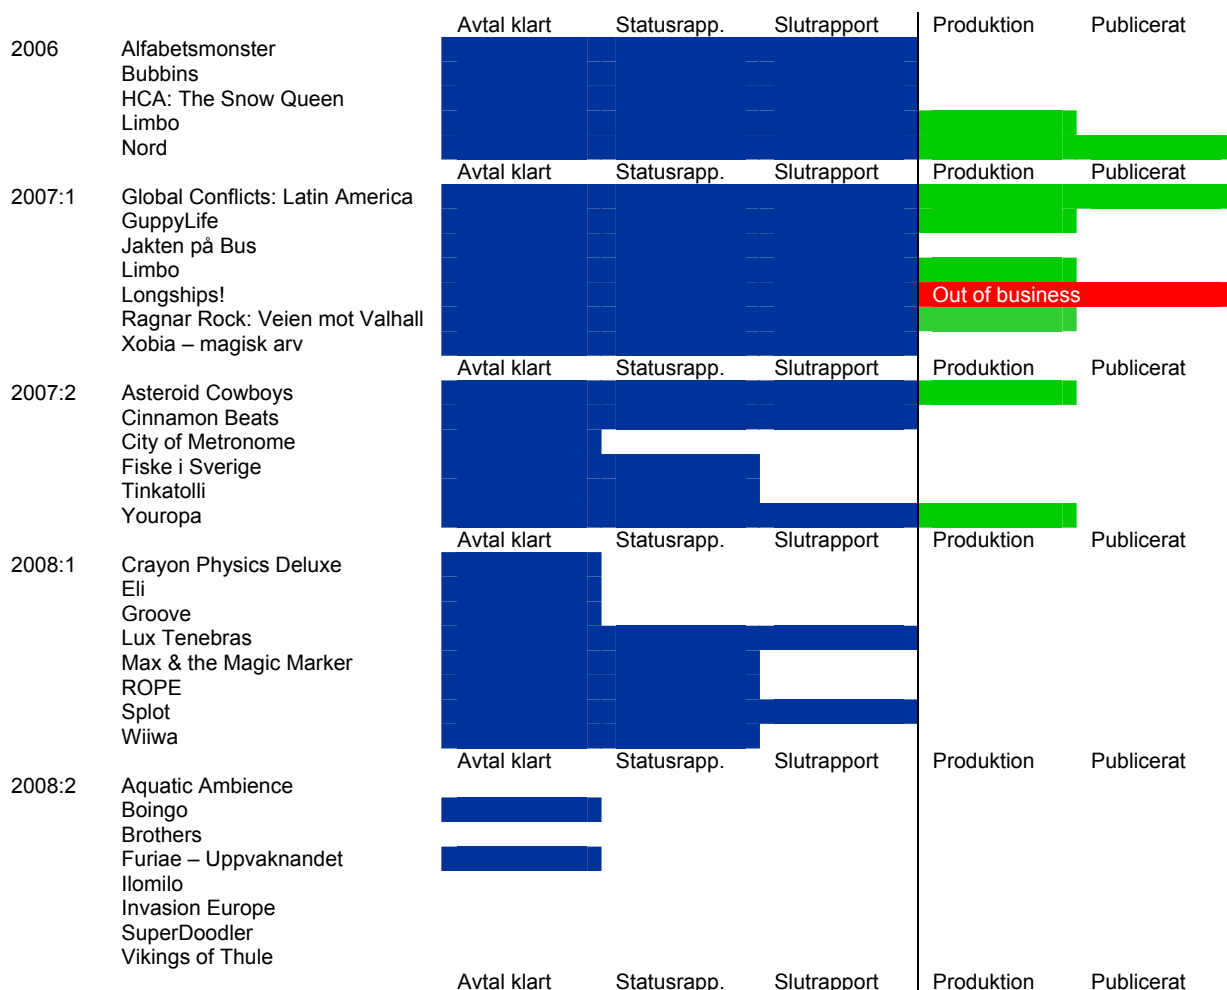 Avtal klart Statusrapp. Slutrapport Produktion Publicerat
2006 Alfabetsmonster
Bubbins
HCA: The Snow Queen
Limbo
Nord
Avtal klart Statusrapp. Slutrapport Produktion Publicerat
2007:1 Global Conflicts: Latin America
GuppyLife
Jakten på Bus
Limbo
Longships! Out of business
Ragnar Rock: Veien mot Valhall
Xobia – magisk arv
Avtal klart Statusrapp. Slutrapport Produktion Publicerat
2007:2 Asteroid Cowboys
Cinnamon Beats
City of Metronome
Fiske i Sverige
Tinkatolli
Youropa
Avtal klart Statusrapp. Slutrapport Produktion Publicerat
2008:1 Crayon Physics Deluxe
Eli
Groove
Lux Tenebras
Max & the Magic Marker
ROPE
Splot
Wiiwa
Avtal klart Statusrapp. Slutrapport Produktion Publicerat
2008:2 Aquatic Ambience
Boingo
Brothers
Furiae – Uppvaknandet
Ilomilo
Invasion Europe
SuperDoodler
Vikings of Thule
Avtal klart Statusrapp. Slutrapport Produktion Publicerat